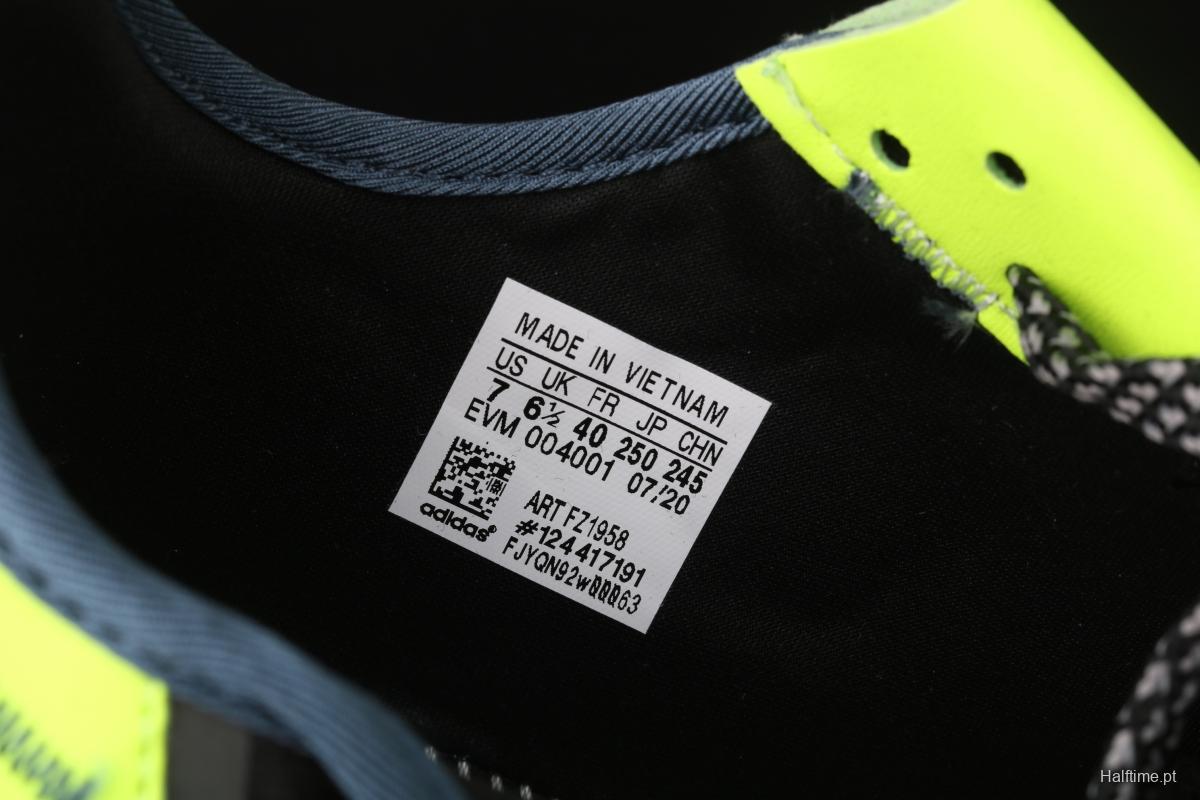 MADE IN VIETNAM
US UK FR JP CHN
7 6½ 40 250 245
EVM 004001 07/20
ART FZ1958
#124417191
FJYQN92wQQQ63
adidas®
Halftime.pt